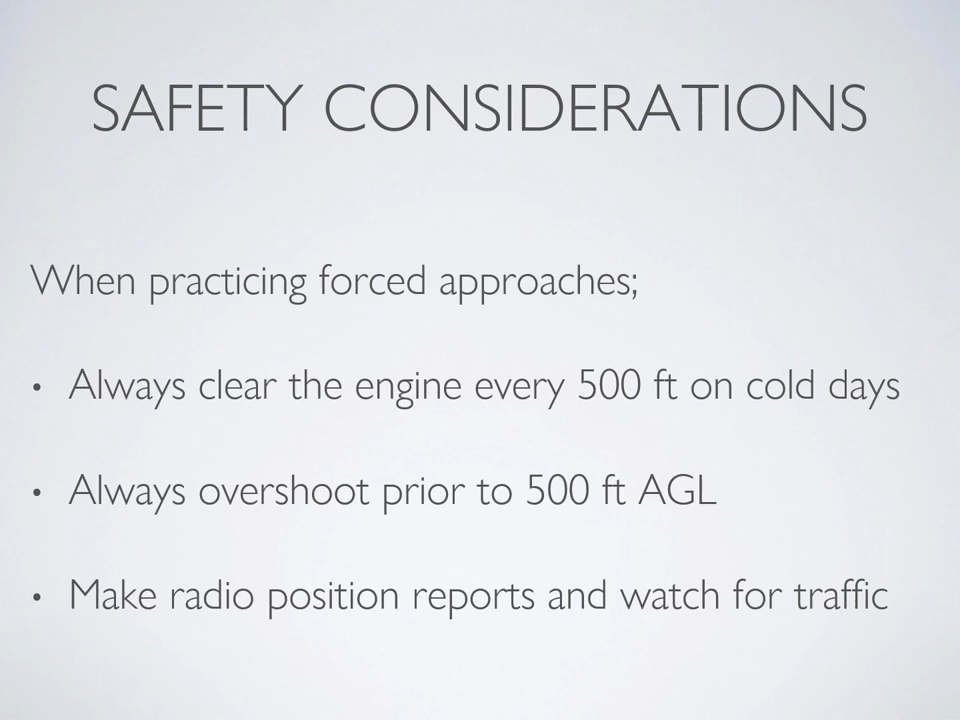 SAFETY CONSIDERATIONS
When practicing forced approaches;
• Always clear the engine every 500 ft on cold days
• Always overshoot prior to 500 ft AGL
• Make radio position reports and watch for traffic